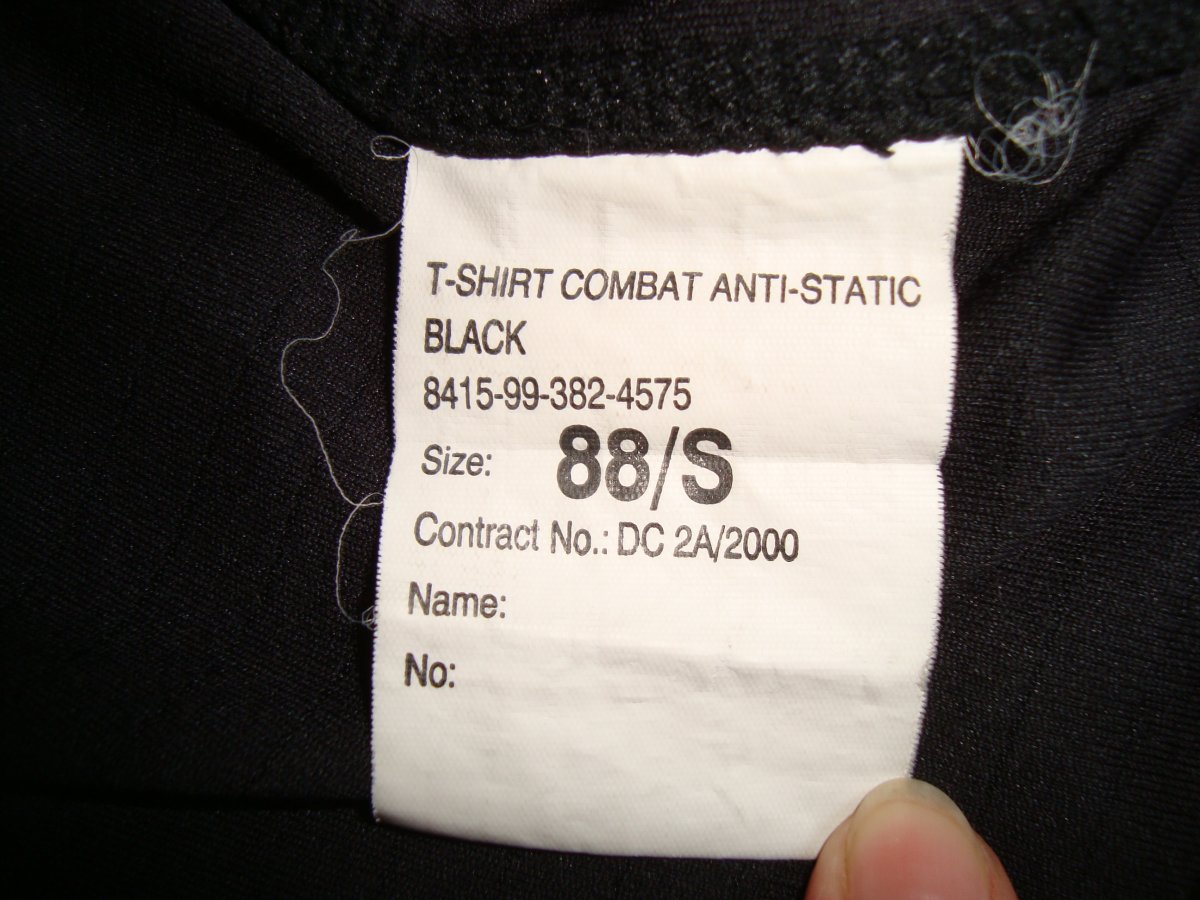 T-SHIRT COMBAT ANTI-STATIC
BLACK
8415-99-382-4575
Size: 88/S
Contract No.: DC 2A/2000
Name:
No: